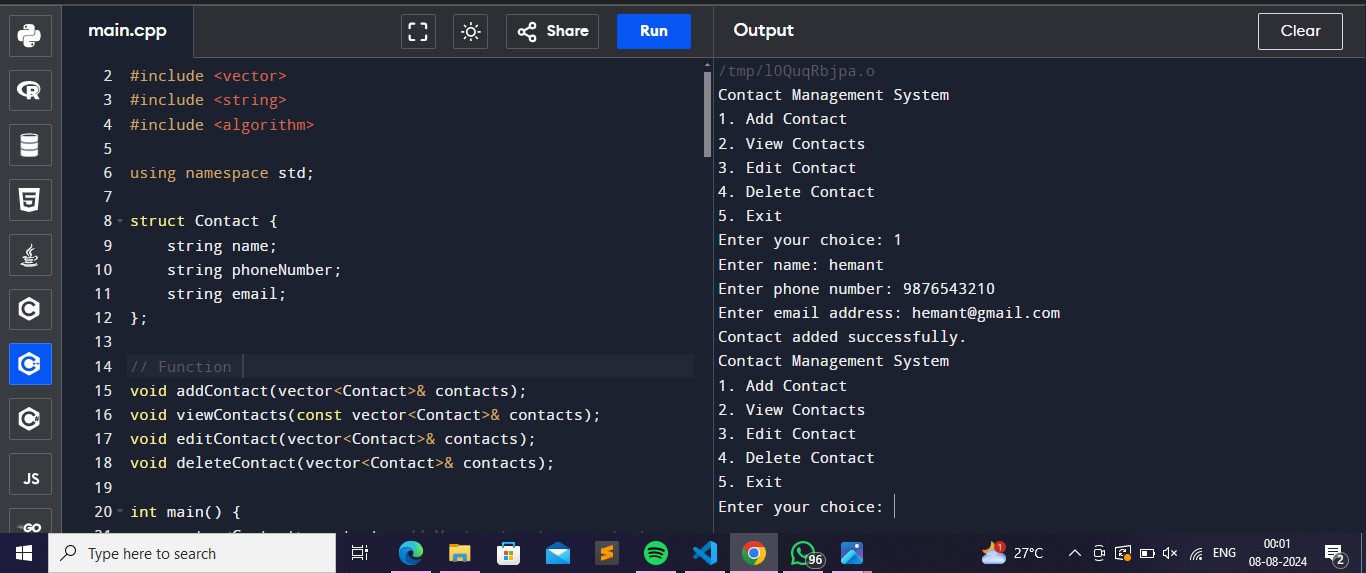 main.cpp
Share
Run
Output
Clear
2 #include <vector>
3 #include <string>
4 #include <algorithm>
5
6 using namespace std;
7
8 struct Contact {
9 string name;
10 string phoneNumber;
11 string email;
12 };
13
14 // Function
15 void addContact(vector<Contact>& contacts);
16 void viewContacts(const vector<Contact>& contacts);
17 void editContact(vector<Contact>& contacts);
18 void deleteContact(vector<Contact>& contacts);
19
20 int main() {
/tmp/lOQuqRbjpa.o
Contact Management System
1. Add Contact
2. View Contacts
3. Edit Contact
4. Delete Contact
5. Exit
Enter your choice: 1
Enter name: hemant
Enter phone number: 9876543210
Enter email address: hemant@gmail.com
Contact added successfully.
Contact Management System
1. Add Contact
2. View Contacts
3. Edit Contact
4. Delete Contact
5. Exit
Enter your choice:
R
5
C
JS
GO
Type here to search
96
1
27°C
ENG
00:01
08-08-2024
2